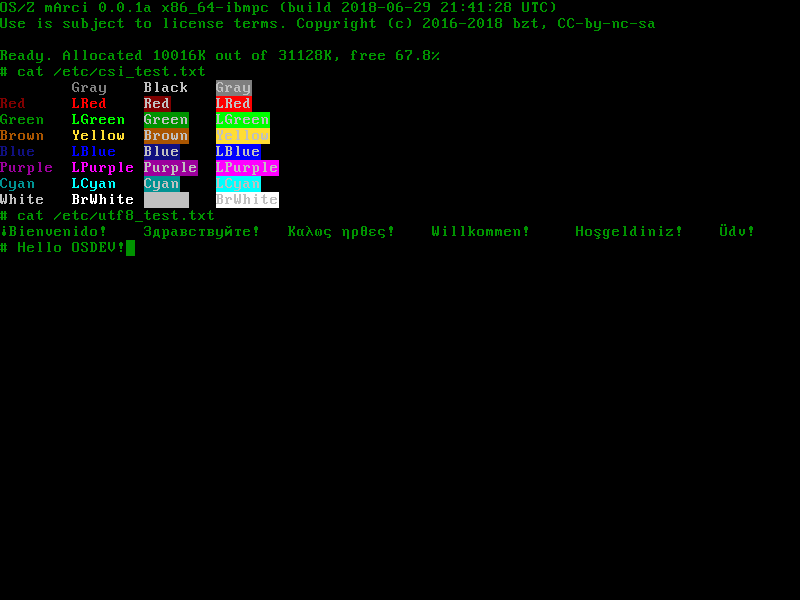 OS/Z mArci 0.0.1a x86_64-ibmpc (build 2018-06-29 21:41:28 UTC)
Use is subject to license terms. Copyright (c) 2016-2018 bzt, CC-by-nc-sa
Ready. Allocated 10016K out of 31128K, free 67.8%
# cat /etc/csi_test.txt
Gray Black Gray
Red LRed Red LRed
Green LGreen Green LGreen
Brown Yellow Brown Yellow
Blue LBlue Blue LBlue
Purple LPurple Purple LPurple
Cyan LCyan Cyan LCyan
White BrWhite BrWhite
# cat /etc/utf8_test.txt
¡Bienvenido! Здравствуйте! Καλως ηρθες! Willkommen! Hoşgeldiniz! Üdv!
# Hello OSDEV!